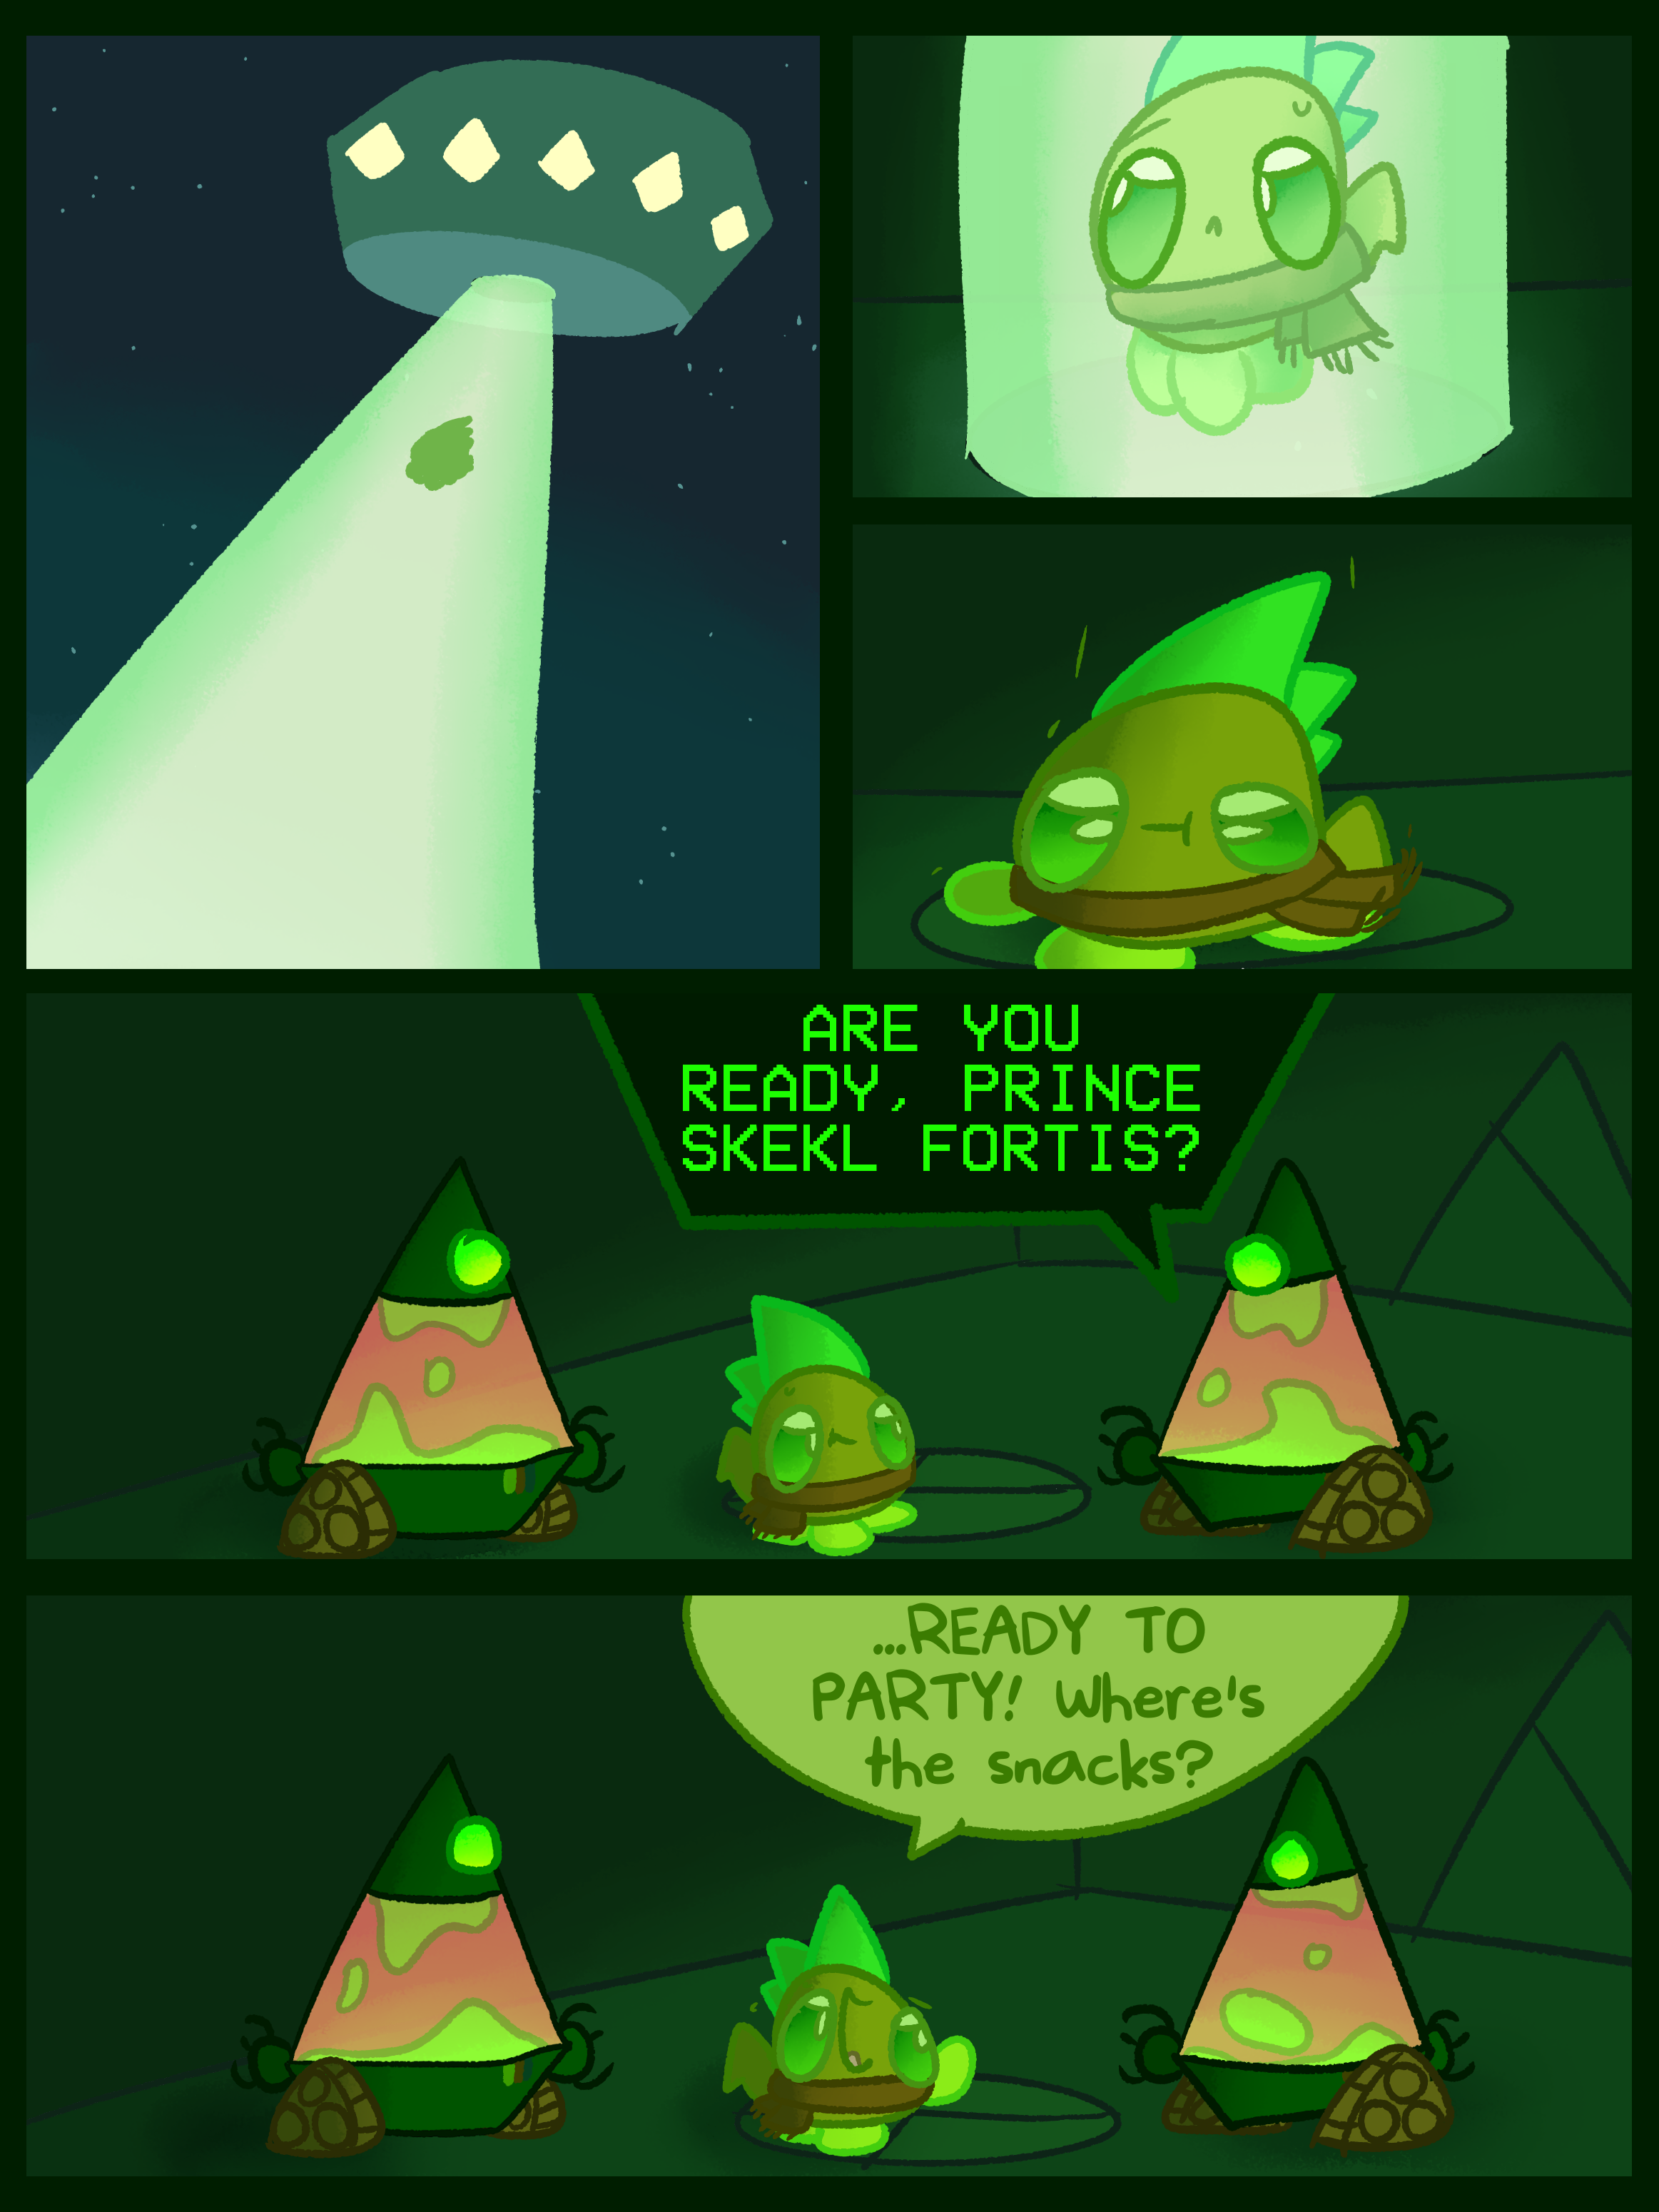 ARE YOU
READY, PRINCE
SKEKL FORTIS?
...READY TO
PARTY! Where's
the snacks?